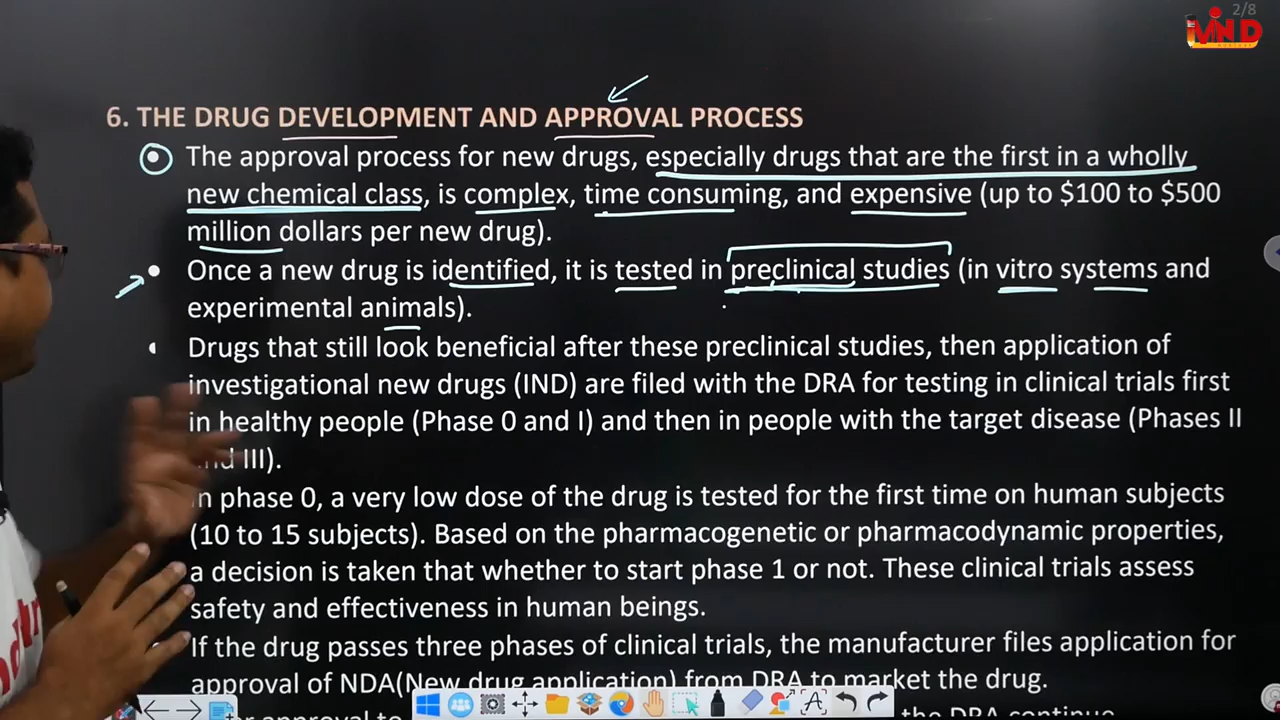 2/8
iMIND
6. THE DRUG DEVELOPMENT AND APPROVAL PROCESS
The approval process for new drugs, especially drugs that are the first in a wholly
new chemical class, is complex, time consuming, and expensive (up to $100 to $500
million dollars per new drug).
Once a new drug is identified, it is tested in preclinical studies (in vitro systems and
experimental animals).
Drugs that still look beneficial after these preclinical studies, then application of
investigational new drugs (IND) are filed with the DRA for testing in clinical trials first
in healthy people (Phase 0 and I) and then in people with the target disease (Phases II
and III).
In phase 0, a very low dose of the drug is tested for the first time on human subjects
(10 to 15 subjects). Based on the pharmacogenetic or pharmacodynamic properties,
a decision is taken that whether to start phase 1 or not. These clinical trials assess
safety and effectiveness in human beings.
If the drug passes three phases of clinical trials, the manufacturer files application for
approval of NDA(New drug application) from DRA to market the drug.
the DRA continue